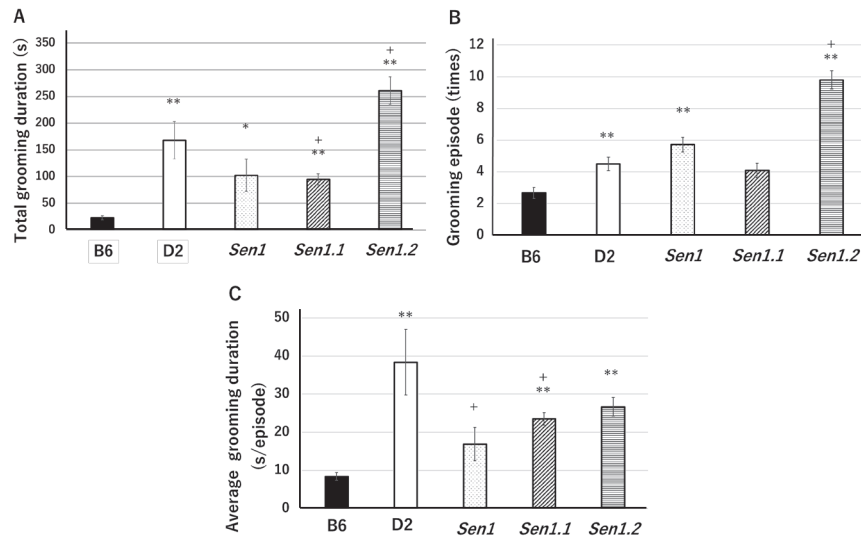 A
Total grooming duration (s)
350
300
250
200
150
100
50
0
**
*
+
**
+
**
B6
D2
Sen1
Sen1.1
Sen1.2
B
Grooming episode (times)
12
10
8
6
4
2
0
**
**
+
**
B6
D2
Sen1
Sen1.1
Sen1.2
C
Average grooming duration
(s/episode)
50
40
30
20
10
0
**
+
+
**
**
B6
D2
Sen1
Sen1.1
Sen1.2